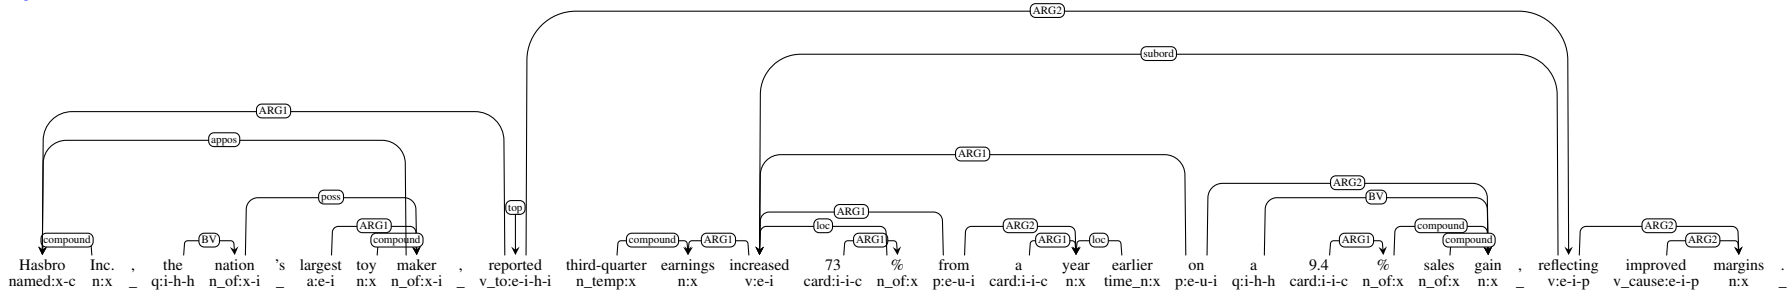 ARG2
subord
ARG1
appos
ARG1
ARG2
poss BV
top ARG1
ARG1 loc ARG2 compound
compound BV compound compound ARG1 ARG1 ARG1 loc ARG1 compound ARG2
Hasbro Inc. , the nation 's largest toy maker , reported third-quarter earnings increased 73 % from a year earlier on a 9.4 % sales gain , reflecting improved margins .
named:x-c n:x _ q:i-h-h n_of:x-i _ a:e-i n:x n_of:x-i _ v_to:e-i-h-i n_temp:x n:x v:e-i card:i-i-c n_of:x p:e-u-i card:i-i-c n:x time_n:x p:e-u-i q:i-h-h card:i-i-c n_of:x n_of:x n:x _ v:e-i-p v_cause:e-i-p n:x _